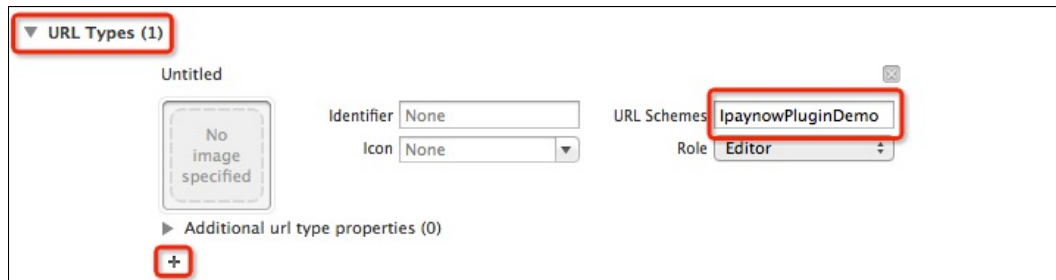 URL Types (1)
Untitled
No image specified
Identifier None
URL Schemes IpaynowPluginDemo
Icon None
Role Editor
Additional url type properties (0)
+